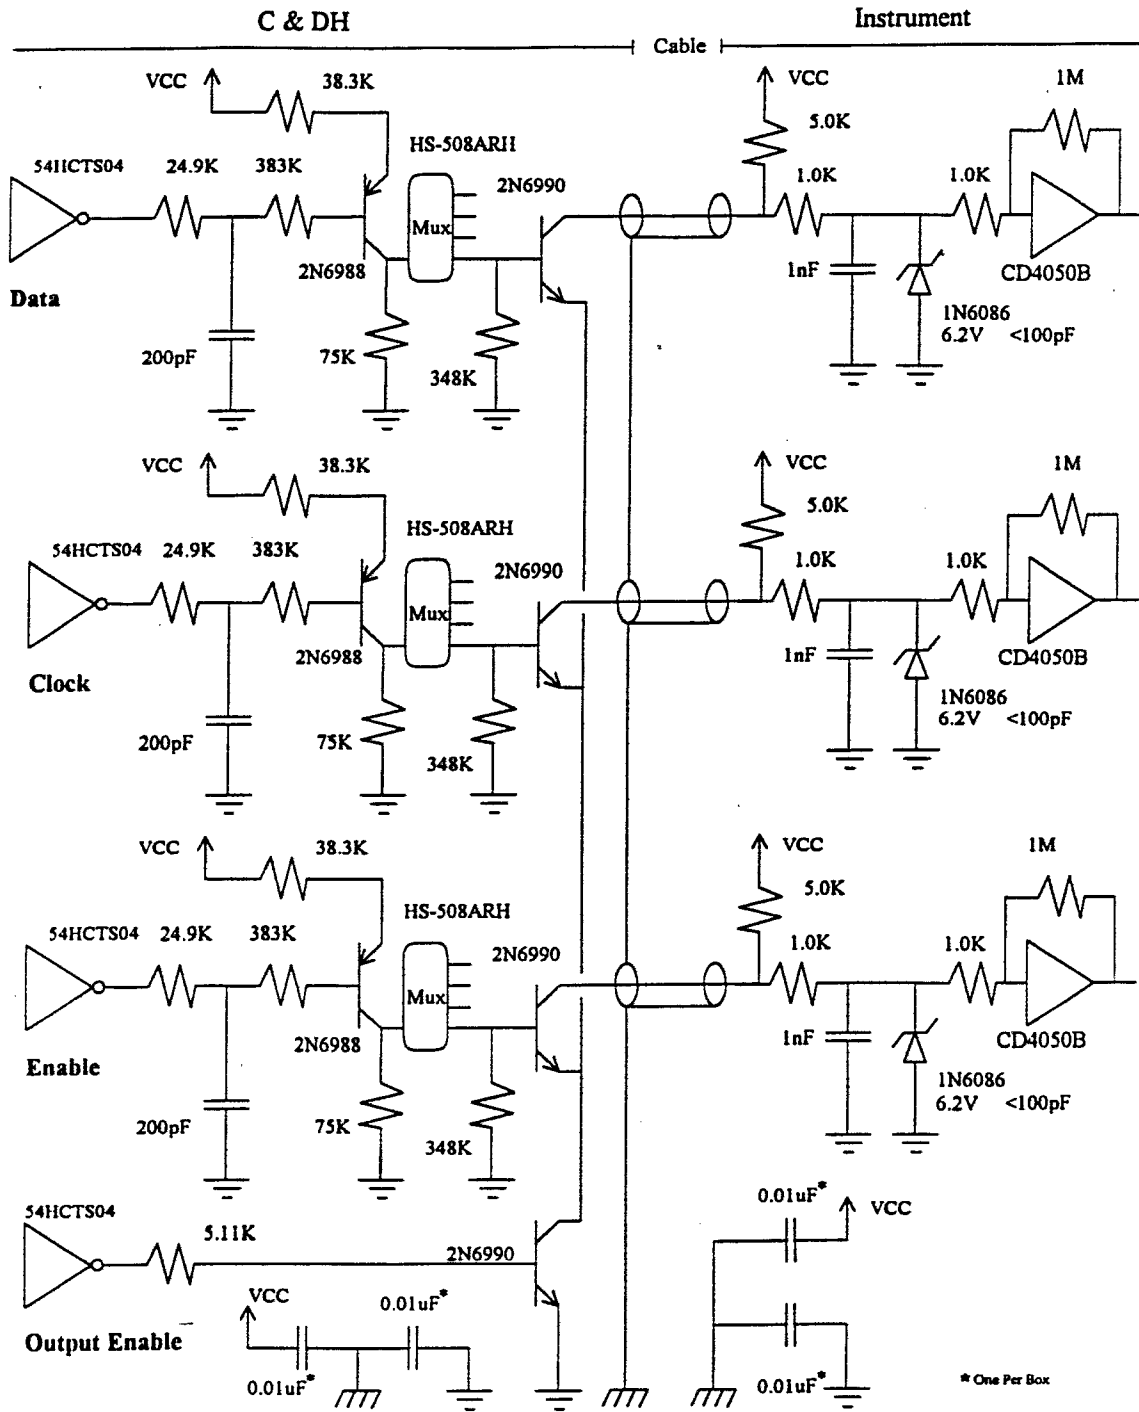 C & DH
Instrument
Cable
VCC
38.3K
VCC
1M
5.0K
HS-508ARH
54HCTS04
24.9K
383K
2N6990
1.0K
1.0K
Mux
2N6988
1nF
CD4050B
Data
1N6086
6.2V <100pF
200pF
75K
348K
VCC
38.3K
VCC
1M
5.0K
HS-508ARH
54HCTS04
24.9K
383K
2N6990
1.0K
1.0K
Mux
2N6988
1nF
CD4050B
Clock
1N6086
6.2V <100pF
200pF
75K
348K
VCC
38.3K
VCC
1M
5.0K
HS-508ARH
54HCTS04
24.9K
383K
2N6990
1.0K
1.0K
Mux
2N6988
1nF
CD4050B
Enable
1N6086
6.2V <100pF
200pF
75K
348K
54HCTS04
0.01uF*
VCC
5.11K
2N6990
VCC
0.01uF*
Output Enable
0.01uF*
0.01uF*
* One Per Box